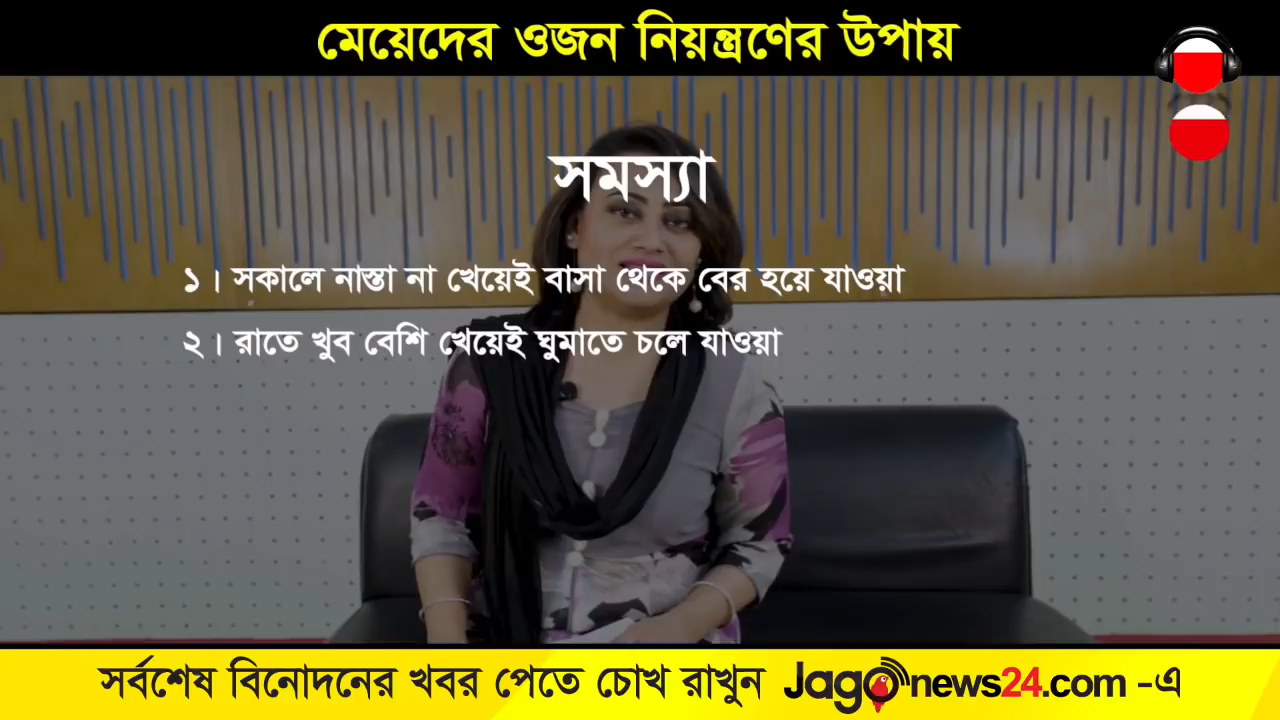 মেয়েদের ওজন নিয়ন্ত্রণের উপায়
সমস্যা
১। সকালে নাস্তা না খেয়েই বাসা থেকে বের হয়ে যাওয়া
২। রাতে খুব বেশি খেয়েই ঘুমাতে চলে যাওয়া
সর্বশেষ বিনোদনের খবর পেতে চোখ রাখুন Jagonews24.com -এ